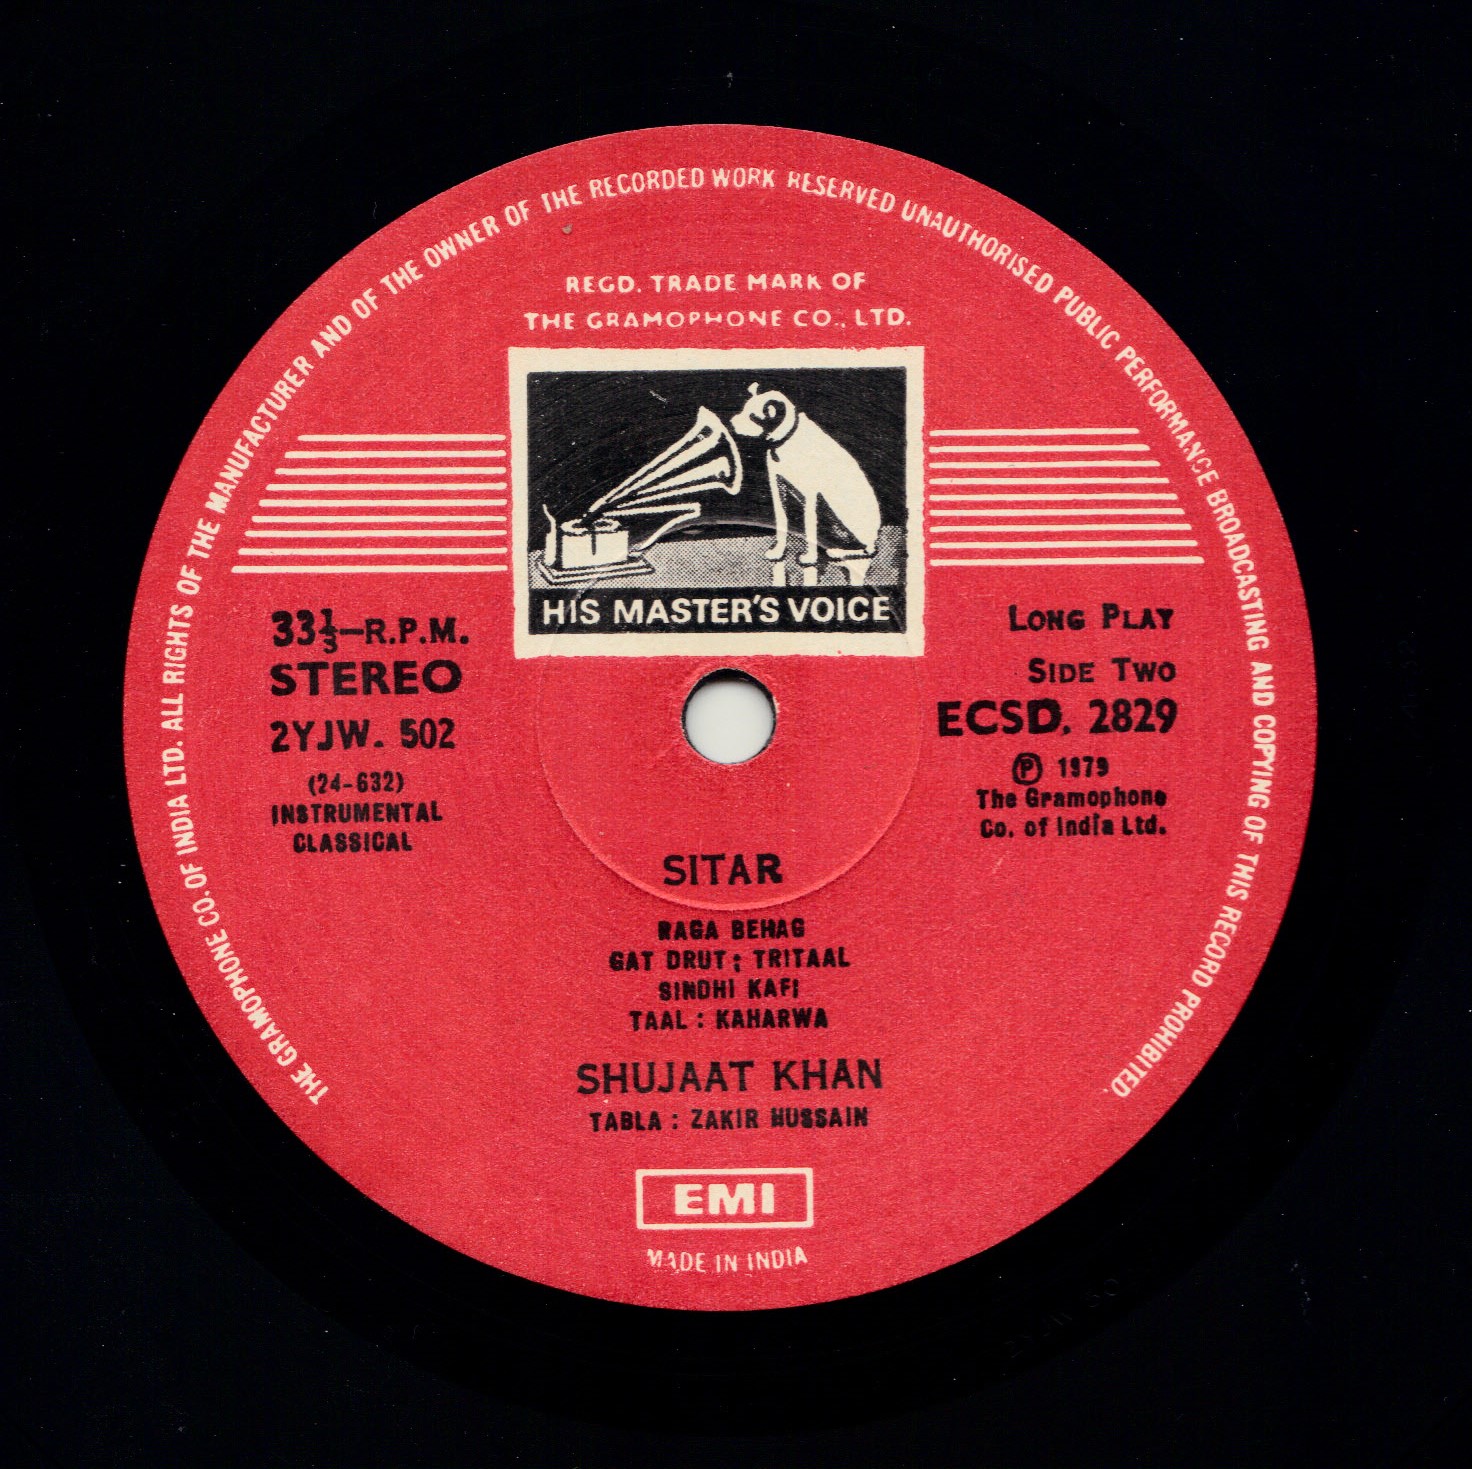 THE GRAMOPHONE CO. OF INDIA LTD. ALL RIGHTS OF THE MANUFACTURER AND OF THE OWNER OF THE RECORDED WORK RESERVED UNAUTHORISED PUBLIC PERFORMANCE BROADCASTING AND COPYING OF THIS RECORD PROHIBITED.
REGD. TRADE MARK OF
THE GRAMOPHONE CO., LTD.
HIS MASTER'S VOICE
33⅓–R.P.M.
STEREO
2YJW. 502
(24-632)
INSTRUMENTAL
CLASSICAL
LONG PLAY
SIDE TWO
ECSD. 2829
Ⓟ 1979
The Gramophone
Co. of India Ltd.
SITAR
RAGA BEHAG
GAT DRUT ; TRITAAL
SINDHI KAFI
TAAL : KAHARWA
SHUJAAT KHAN
TABLA : ZAKIR HUSSAIN
EMI
MADE IN INDIA